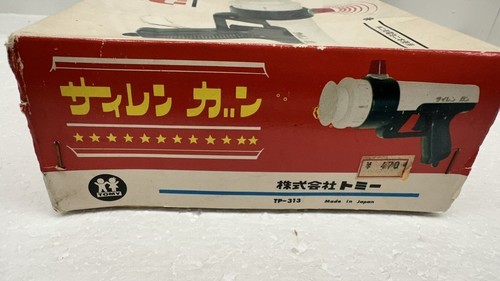 サイレン ガン
サイレン ガン
¥ 470
株式会社 トミー
TOMY
TP-313 Made in Japan